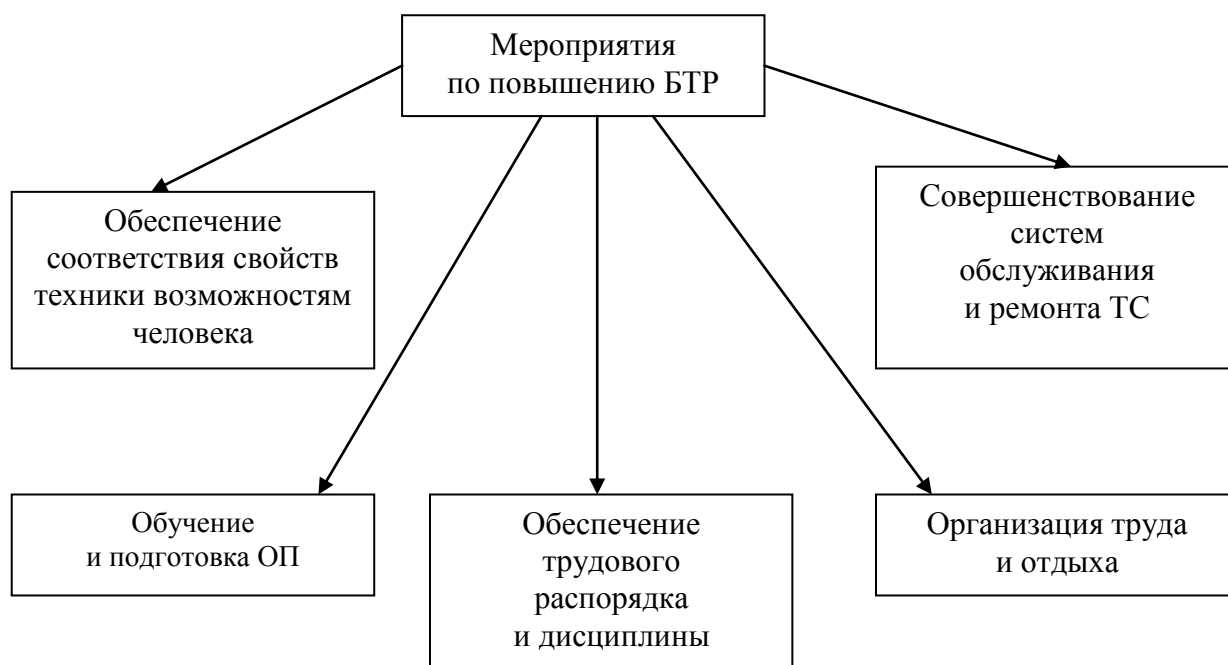 Мероприятия
по повышению БТР
Обеспечение
соответствия свойств
техники возможностям
человека
Совершенствование
систем
обслуживания
и ремонта ТС
Обучение
и подготовка ОП
Обеспечение
трудового
распорядка
и дисциплины
Организация труда
и отдыха